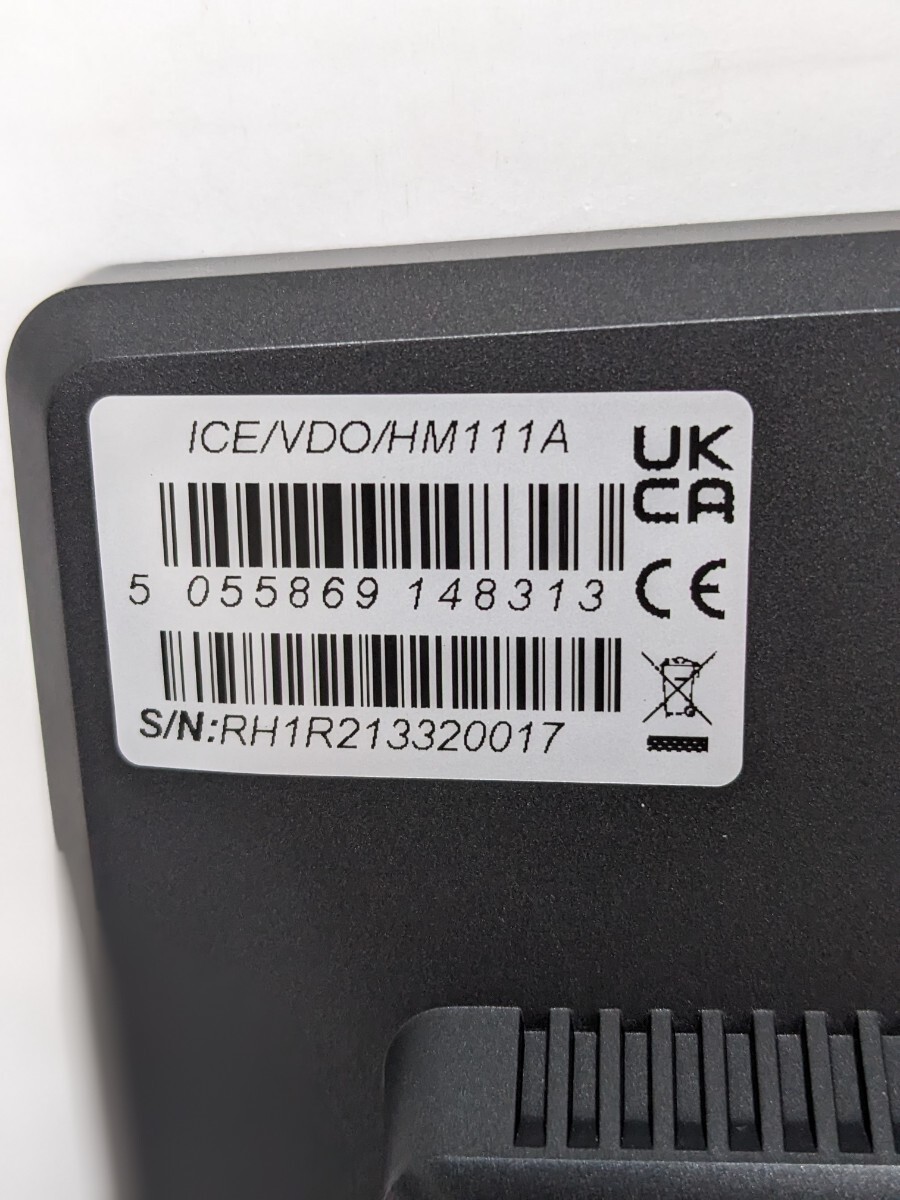 ICE/VDO/HM111A
UK
CA
5 055869 148313
CE
S/N:RH1R213320017